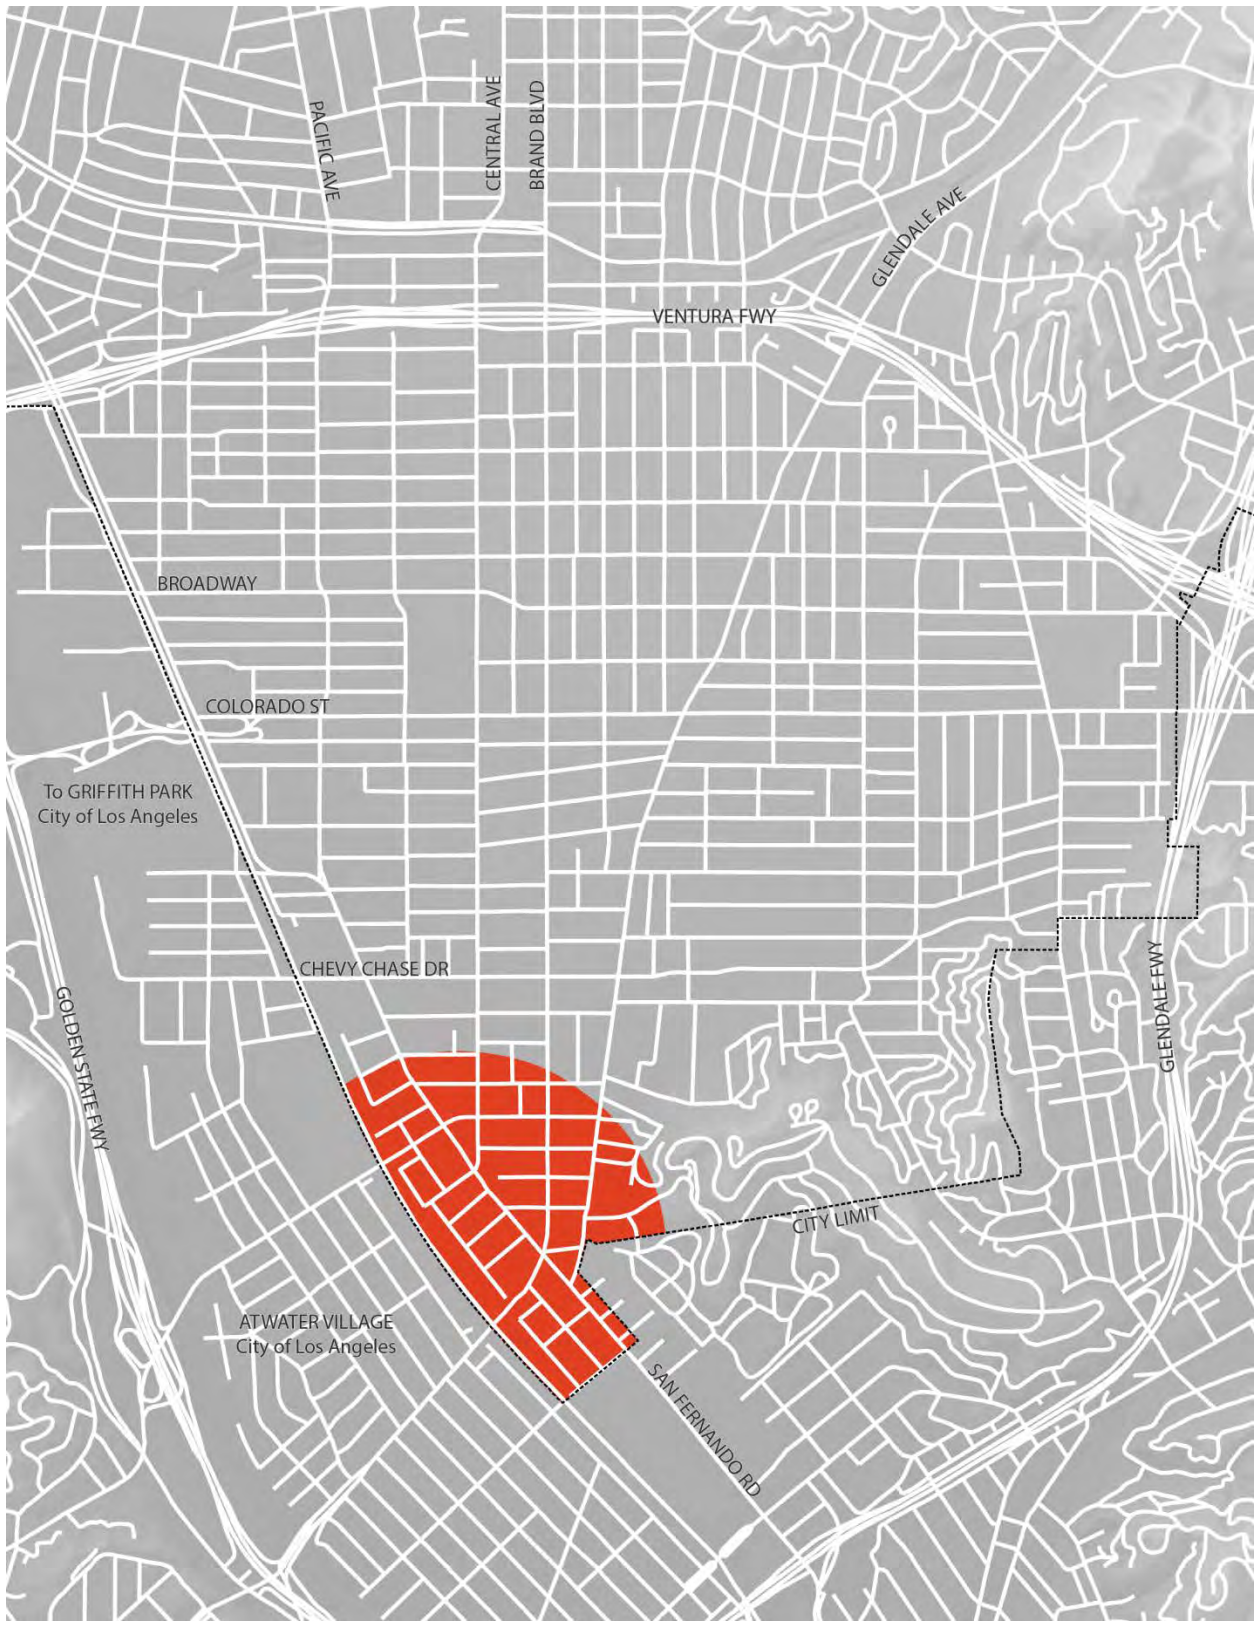 PACIFIC AVE
CENTRAL AVE
BRAND BLVD
GLENDALE AVE
VENTURA FWY
BROADWAY
COLORADO ST
To GRIFFITH PARK
City of Los Angeles
CHEVY CHASE DR
GOLDEN STATE FWY
GLENDALE FWY
CITY LIMIT
ATWATER VILLAGE
City of Los Angeles
SAN FERNANDO RD